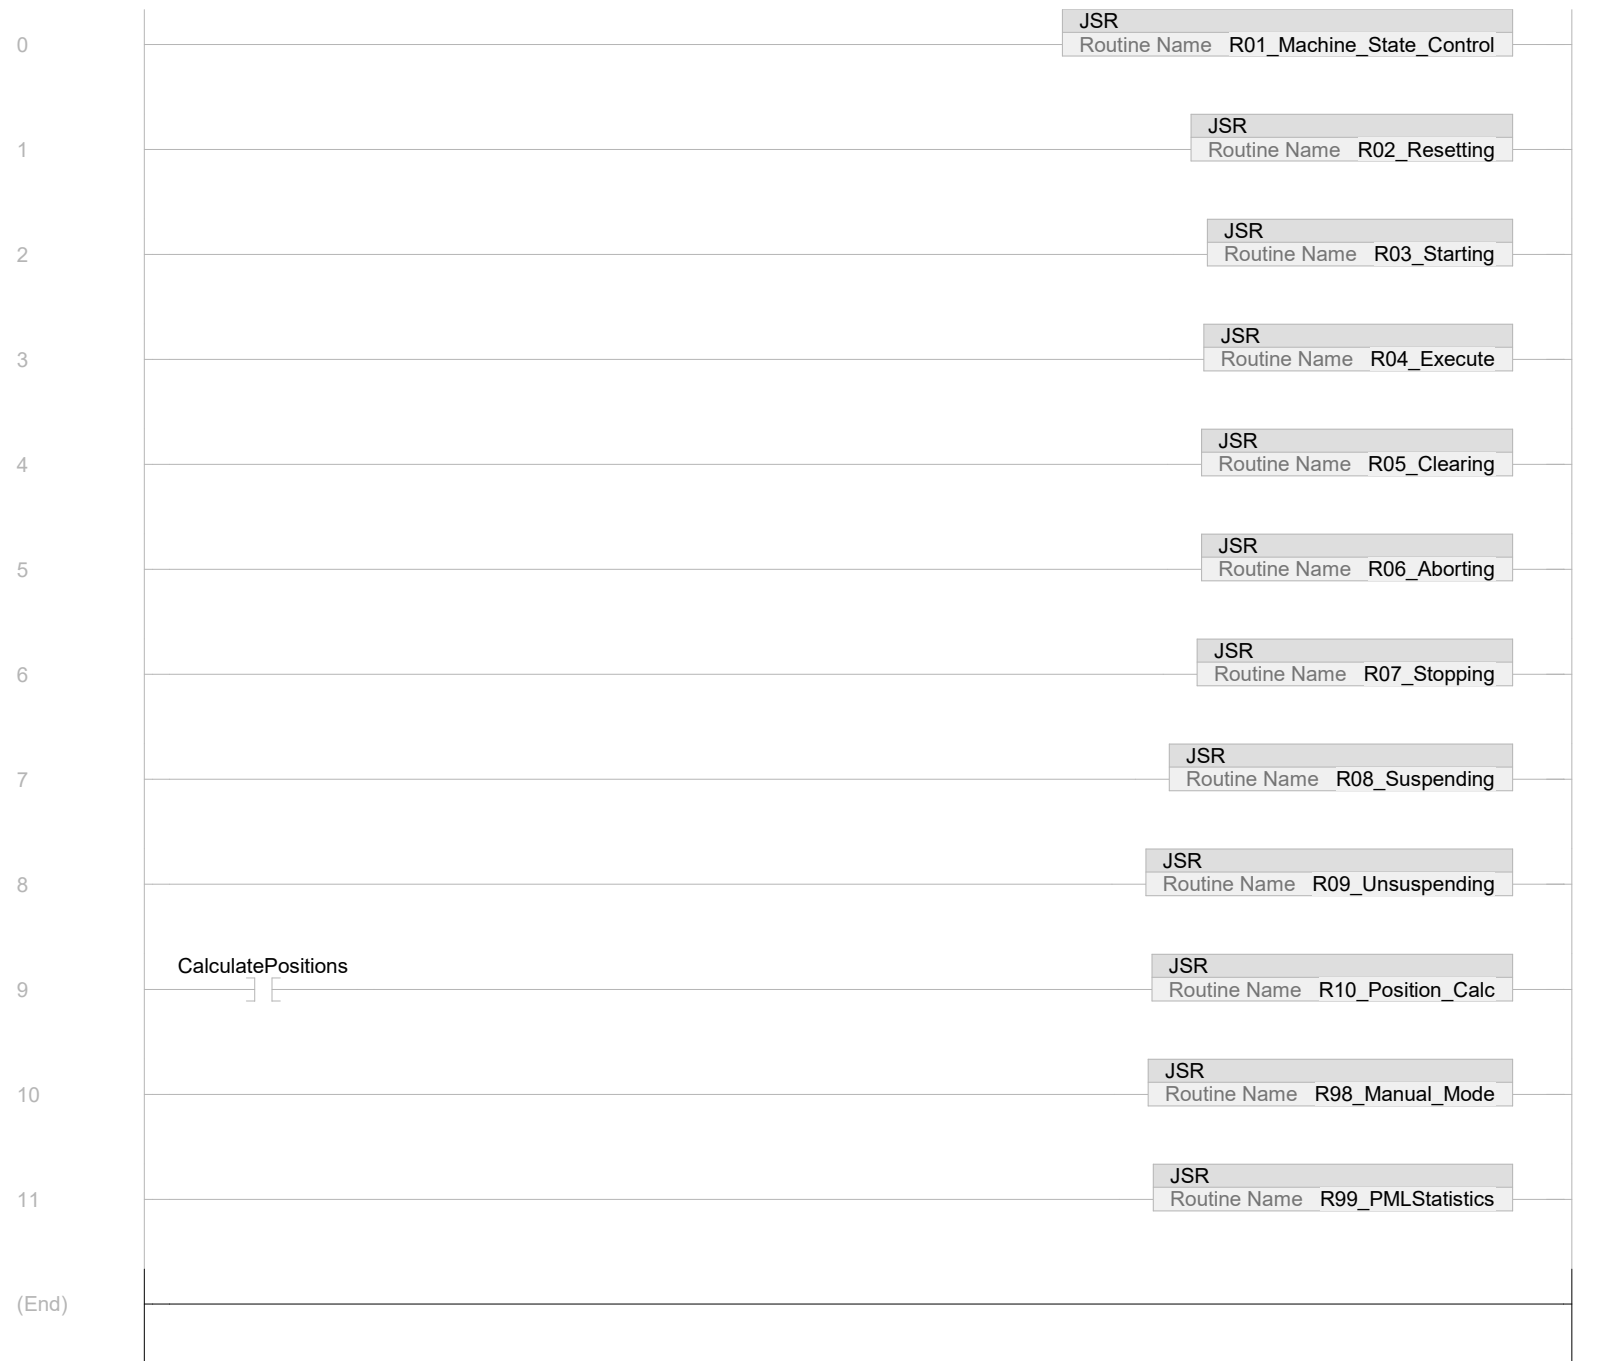 JSR
0 Routine Name R01_Machine_State_Control
JSR
1 Routine Name R02_Resetting
JSR
2 Routine Name R03_Starting
JSR
3 Routine Name R04_Execute
JSR
4 Routine Name R05_Clearing
JSR
5 Routine Name R06_Aborting
JSR
6 Routine Name R07_Stopping
JSR
7 Routine Name R08_Suspending
JSR
8 Routine Name R09_Unsuspending
CalculatePositions JSR
9 Routine Name R10_Position_Calc
JSR
10 Routine Name R98_Manual_Mode
JSR
11 Routine Name R99_PMLStatistics
(End)